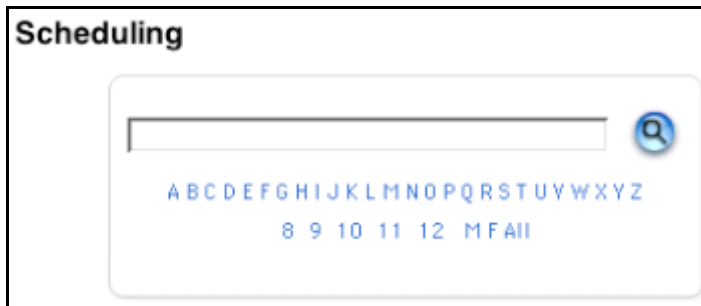 Scheduling
A B C D E F G H I J K L M N O P Q R S T U V W X Y Z
8 9 10 11 12 M F All